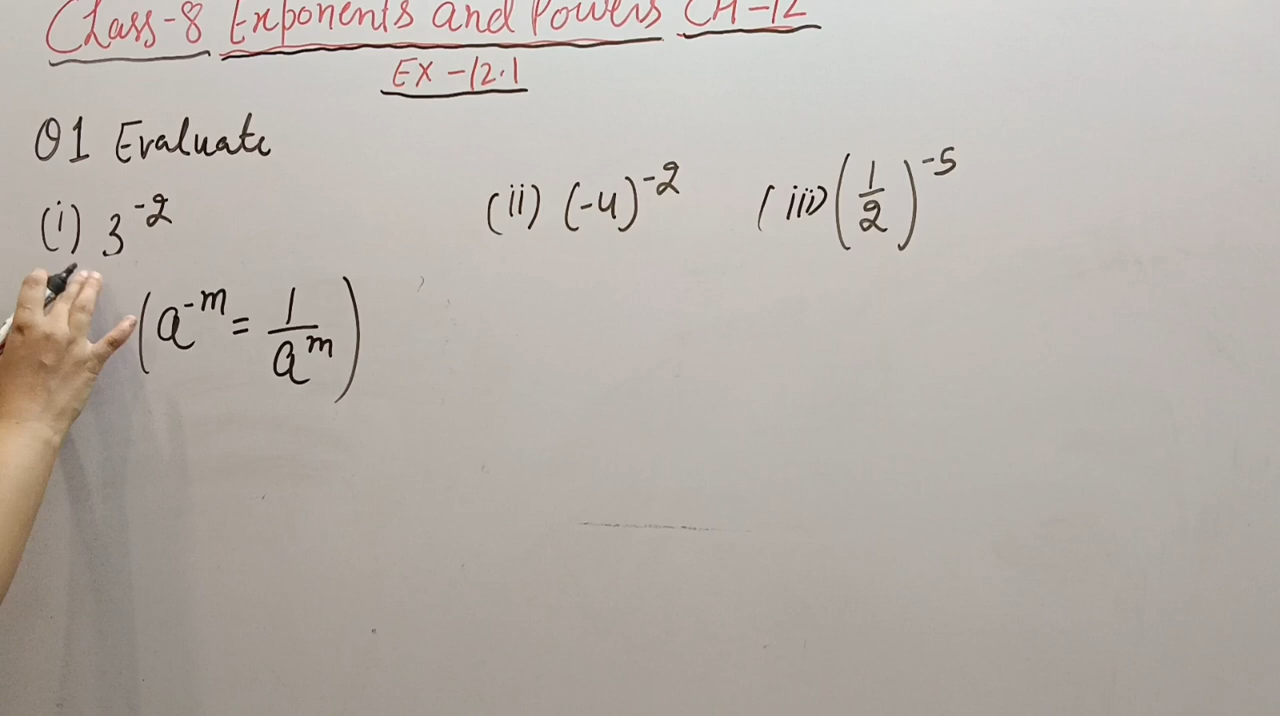 Class-8 Exponents and Powers CH-12
EX-12.1
Q1 Evaluate
(i) 3^-2 (ii) (-4)^-2 (iii) (1/2)^-5
(a^-m = 1/a^m)